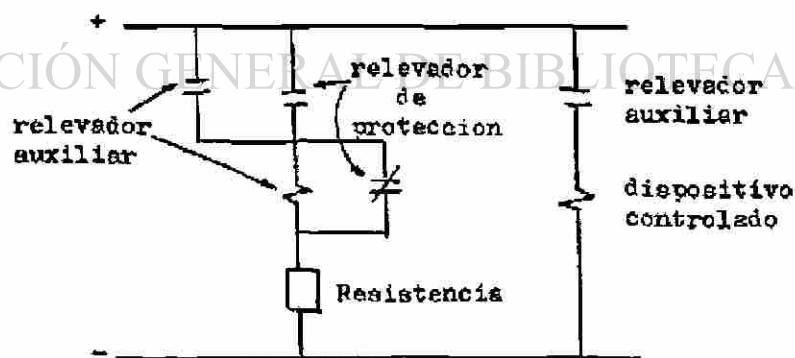 +
CIÓN GENERAL DE BIBLIOTECA
relevador
de
proteccion
relevador
auxiliar
relevador
auxiliar
dispositivo
controlado
Resistencia
-